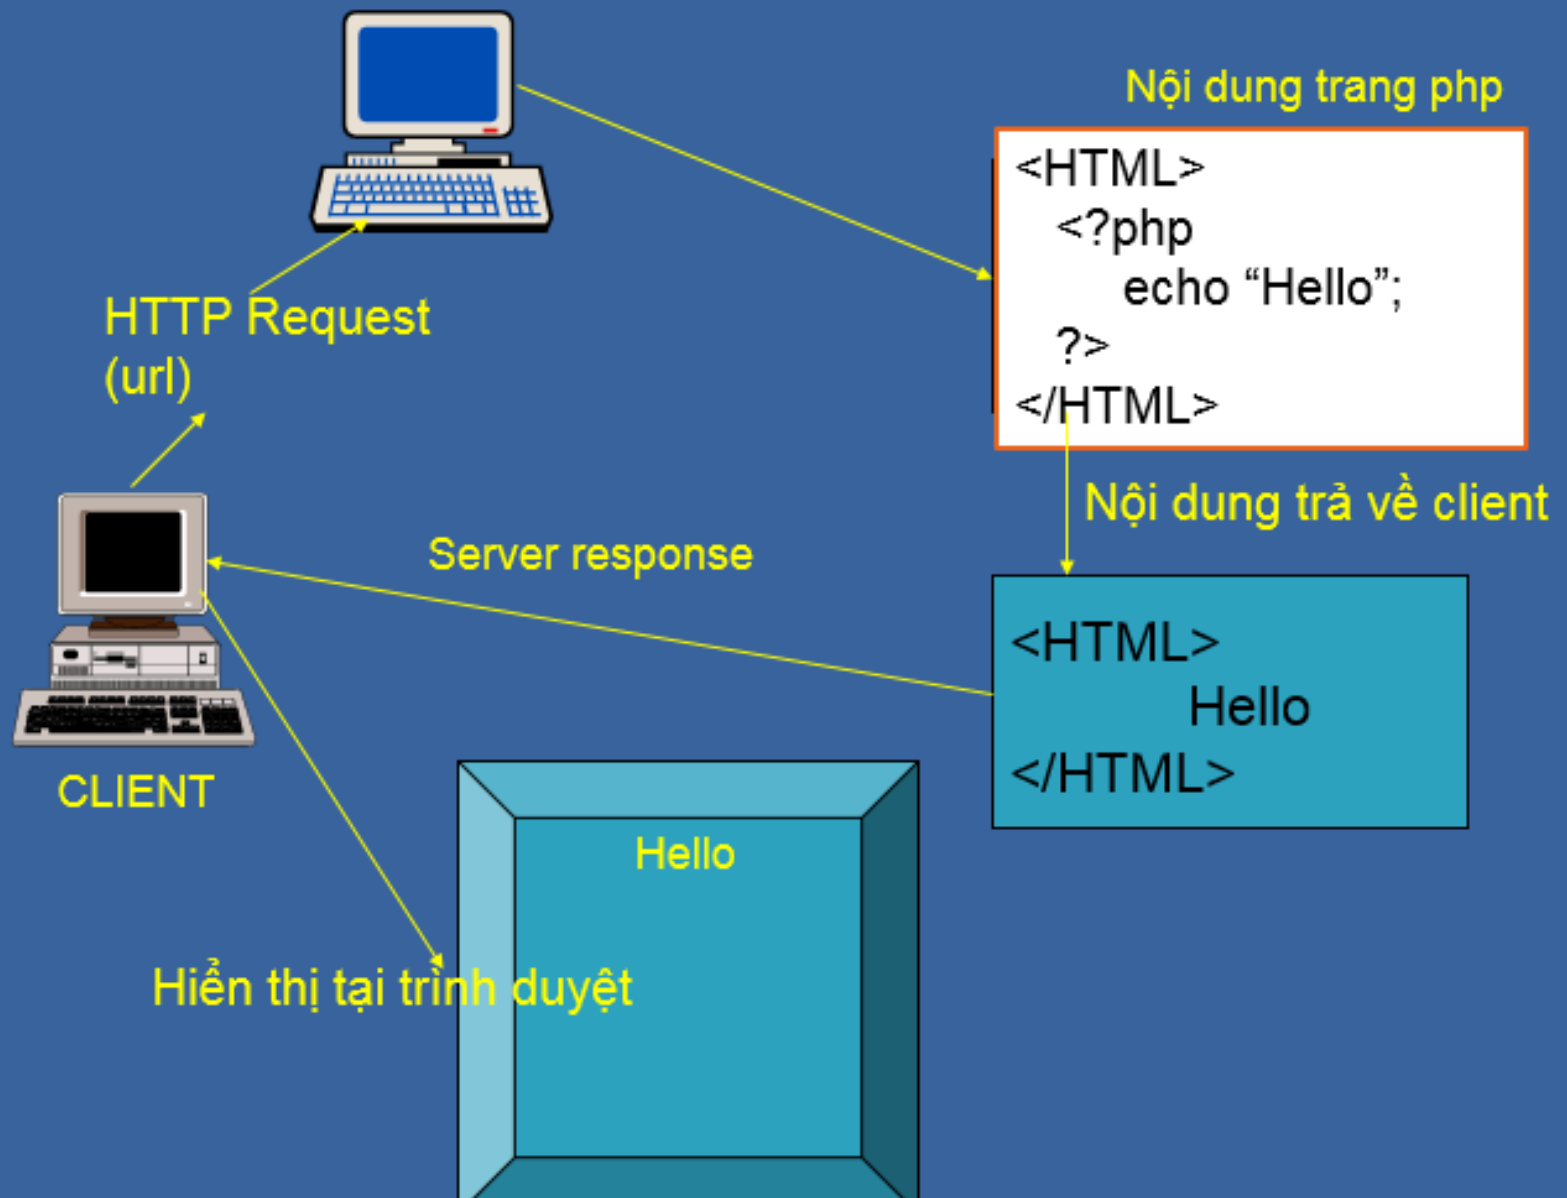 Nội dung trang php
<HTML>
<?php
echo “Hello”;
?>
</HTML>
HTTP Request
(url)
Nội dung trả về client
Server response
<HTML>
Hello
</HTML>
CLIENT
Hello
Hiển thị tại trình duyệt